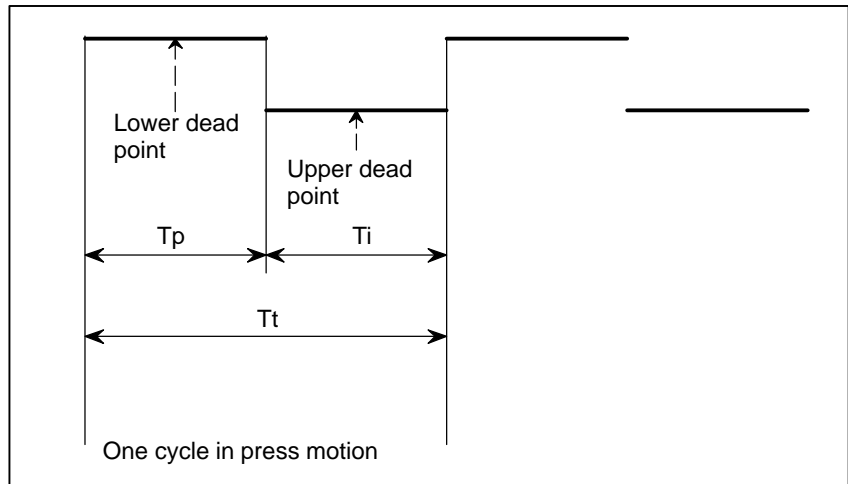 Lower dead
point
Upper dead
point
Tp
Ti
Tt
One cycle in press motion